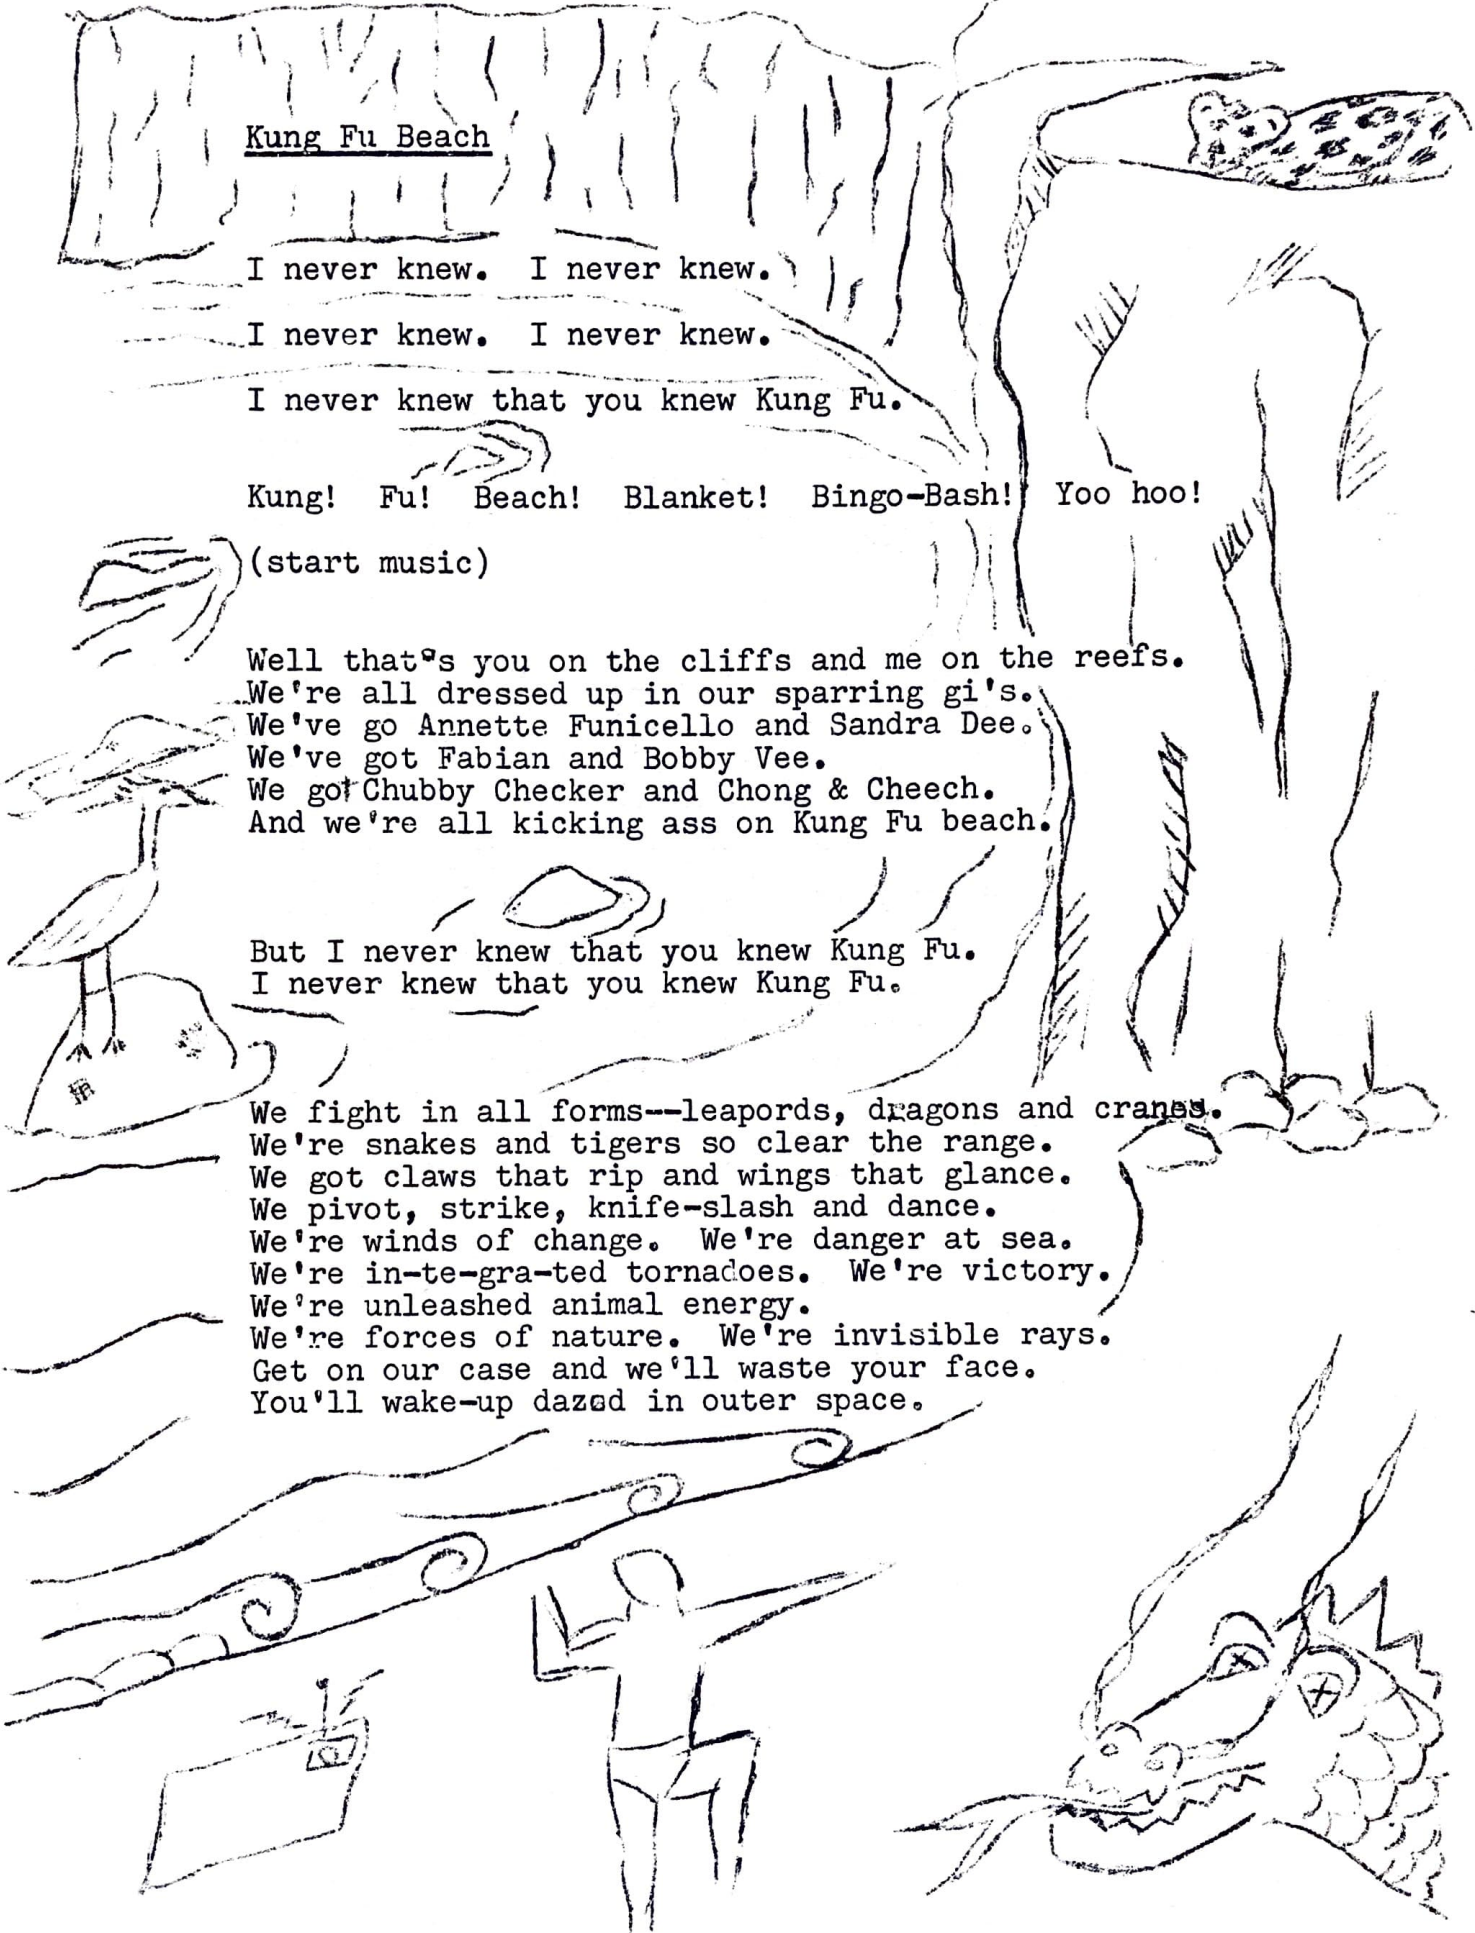 Kung Fu Beach
I never knew.  I never knew.
I never knew.  I never knew.
I never knew that you knew Kung Fu.
Kung!  Fu!  Beach!  Blanket!  Bingo-Bash!  Yoo hoo!
(start music)
Well that's you on the cliffs and me on the reefs.
We're all dressed up in our sparring gi's.
We've go Annette Funicello and Sandra Dee.
We've got Fabian and Bobby Vee.
We got Chubby Checker and Chong & Cheech.
And we're all kicking ass on Kung Fu beach.
But I never knew that you knew Kung Fu.
I never knew that you knew Kung Fu.
We fight in all forms--leapords, dragons and cranes.
We're snakes and tigers so clear the range.
We got claws that rip and wings that glance.
We pivot, strike, knife-slash and dance.
We're winds of change.  We're danger at sea.
We're in-te-gra-ted tornadoes.  We're victory.
We're unleashed animal energy.
We're forces of nature.  We're invisible rays.
Get on our case and we'll waste your face.
You'll wake-up dazed in outer space.